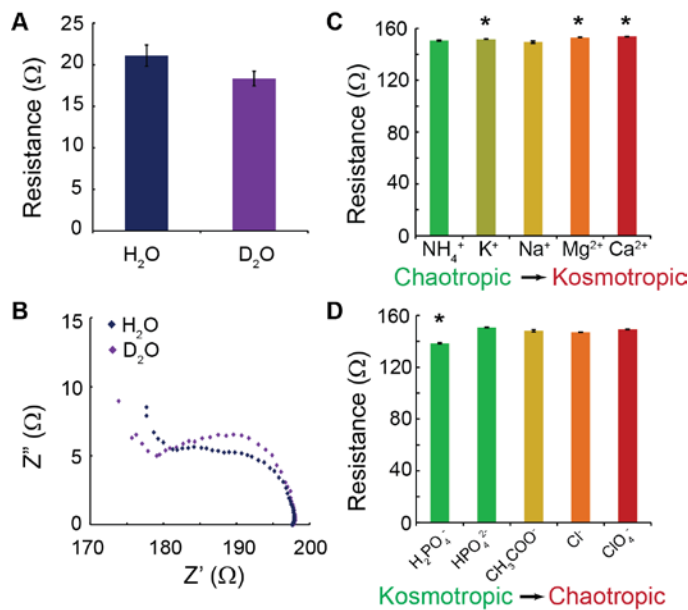 A
Resistance (Ω)
25
20
15
10
5
0
H₂O
D₂O
B
H₂O
D₂O
Z" (Ω)
15
10
5
0
170
180
190
200
Z' (Ω)
C
Resistance (Ω)
160
120
80
40
0
*
*
*
NH₄⁺
K⁺
Na⁺
Mg²⁺
Ca²⁺
Chaotropic → Kosmotropic
D
Resistance (Ω)
160
120
80
40
0
*
H₂PO₄⁻
HPO₄²⁻
CH₃COO⁻
Cl⁻
ClO₄⁻
Kosmotropic → Chaotropic